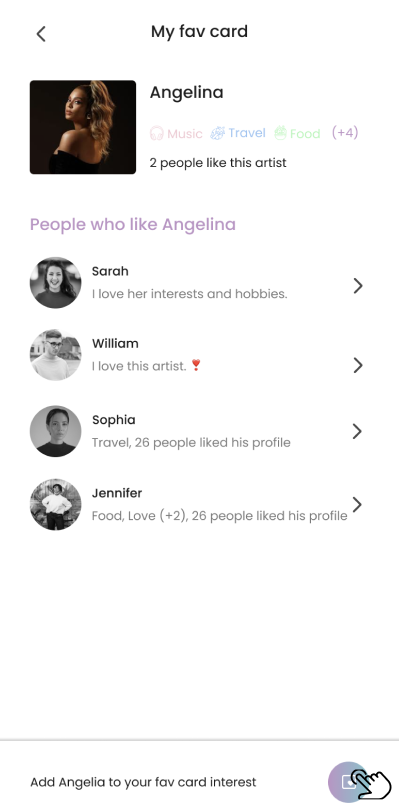 My fav card
Angelina
Music Travel Food (+4)
2 people like this artist
People who like Angelina
Sarah
I love her interests and hobbies.
William
I love this artist. ❣️
Sophia
Travel, 26 people liked his profile
Jennifer
Food, Love (+2), 26 people liked his profile
Add Angelia to your fav card interest